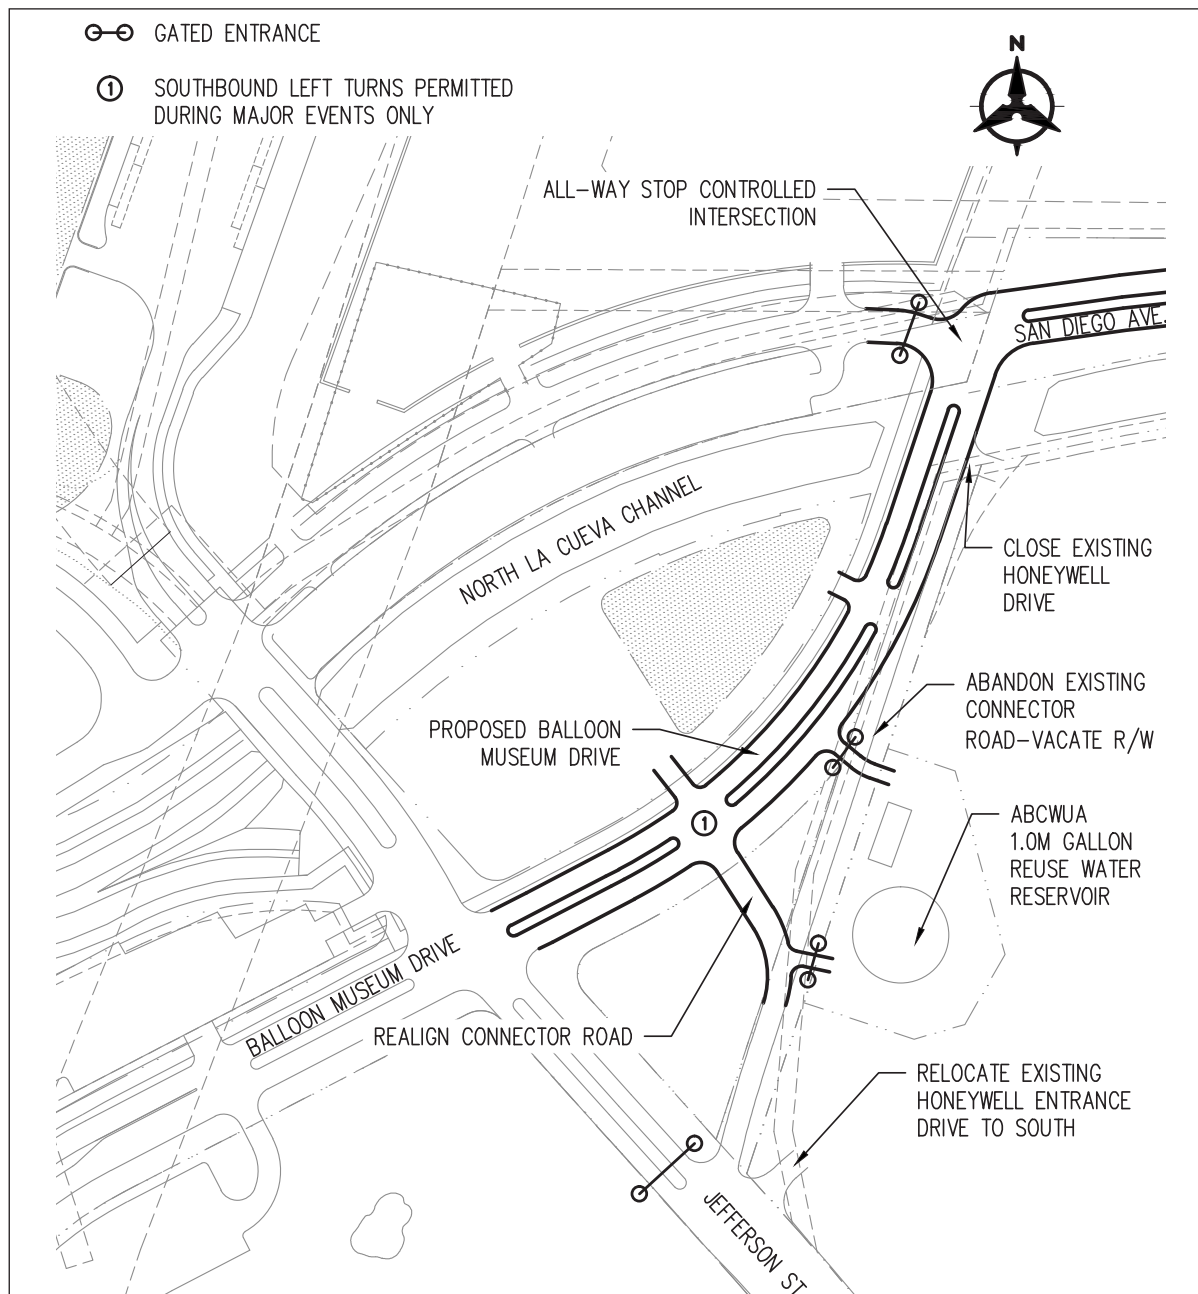 GATED ENTRANCE
1 SOUTHBOUND LEFT TURNS PERMITTED
DURING MAJOR EVENTS ONLY
N
ALL-WAY STOP CONTROLLED
INTERSECTION
SAN DIEGO AVE.
NORTH LA CUEVA CHANNEL
CLOSE EXISTING
HONEYWELL
DRIVE
ABANDON EXISTING
CONNECTOR
ROAD-VACATE R/W
PROPOSED BALLOON
MUSEUM DRIVE
1
ABCWUA
1.0M GALLON
REUSE WATER
RESERVOIR
BALLOON MUSEUM DRIVE
REALIGN CONNECTOR ROAD
RELOCATE EXISTING
HONEYWELL ENTRANCE
DRIVE TO SOUTH
JEFFERSON ST